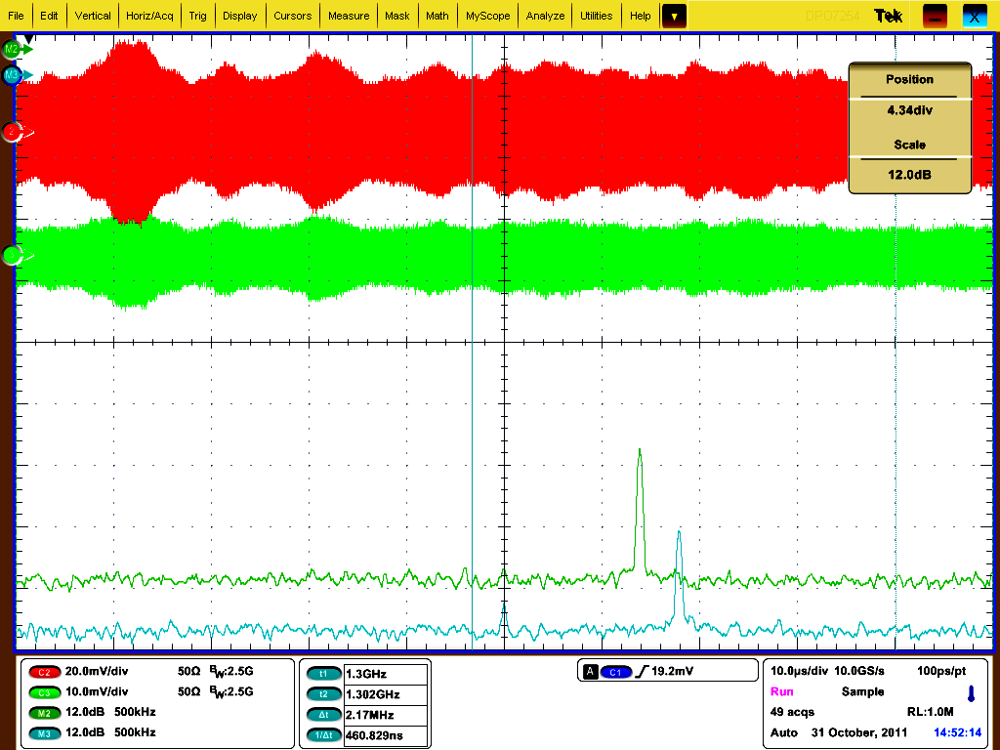 File Edit Vertical Horiz/Acq Trig Display Cursors Measure Mask Math MyScope Analyze Utilities Help DPO7254 Tek X
M2
M3
2
Position
4.34div
Scale
12.0dB
C2 20.0mV/div 50Ω BW:2.5G
C3 10.0mV/div 50Ω BW:2.5G
M2 12.0dB 500kHz
M3 12.0dB 500kHz
t1 1.3GHz
t2 1.302GHz
Δt 2.17MHz
1/Δt 460.829ns
A C1 19.2mV
10.0µs/div 10.0GS/s 100ps/pt
Run Sample
49 acqs RL:1.0M
Auto 31 October, 2011 14:52:14